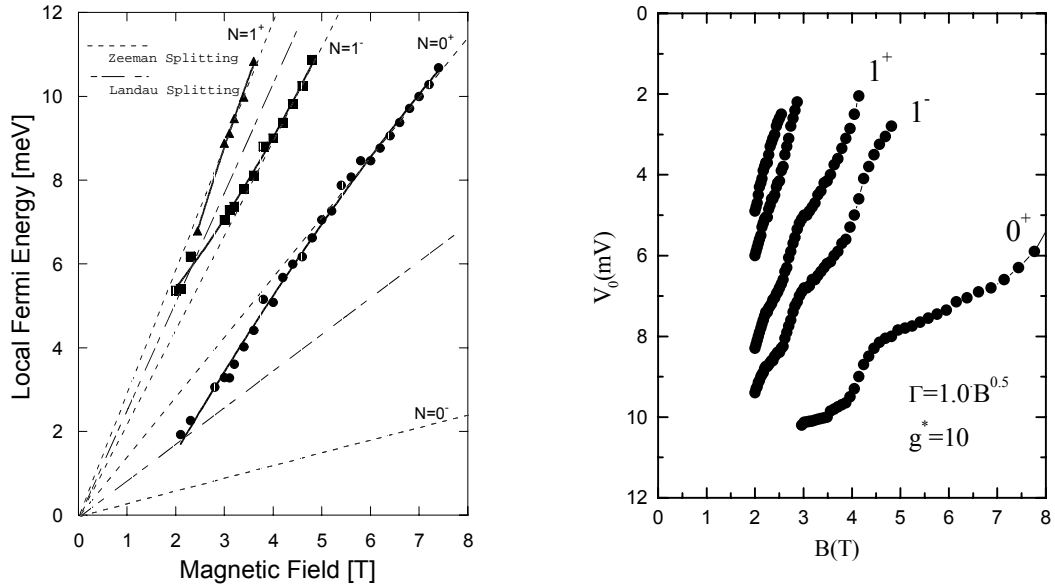 12
10
8
6
4
2
0
0 1 2 3 4 5 6 7 8
Local Fermi Energy [meV]
Magnetic Field [T]
N=1⁺
N=1⁻
N=0⁺
N=0⁻
Zeeman Splitting
Landau Splitting
0
2
4
6
8
10
12
0 1 2 3 4 5 6 7 8
V₀(mV)
B(T)
1⁺
1⁻
0⁺
Γ=1.0·B⁰·⁵
g*=10